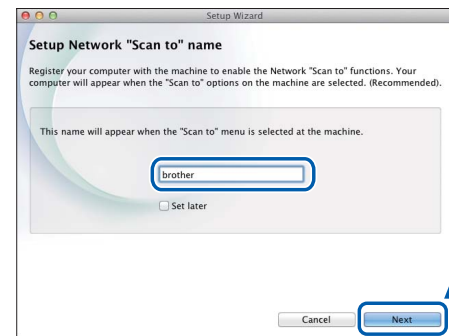 Setup Wizard
Setup Network "Scan to" name
Register your computer with the machine to enable the Network "Scan to" functions. Your
computer will appear when the "Scan to" options on the machine are selected. (Recommended).
This name will appear when the "Scan to" menu is selected at the machine.
brother
Set later
Cancel Next